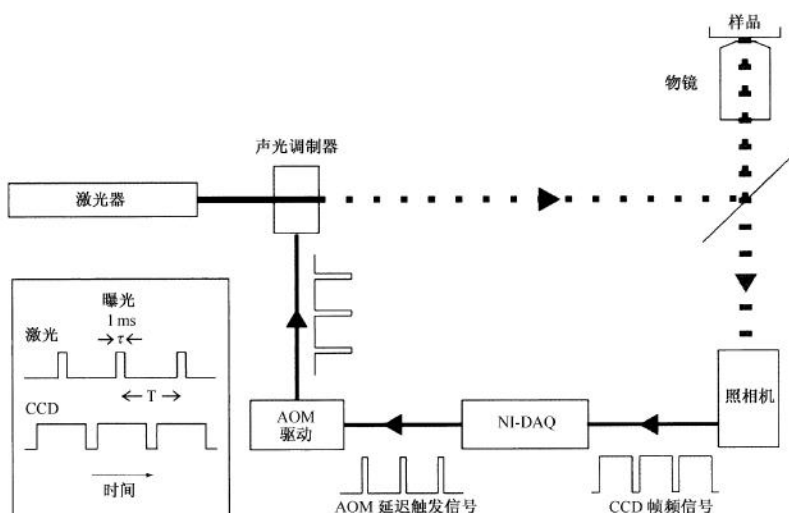 样品
物镜
声光调制器
激光器
曝光
1 ms
激光
τ
T
CCD
时间
AOM
驱动
NI-DAQ
照相机
AOM 延迟触发信号
CCD 帧频信号